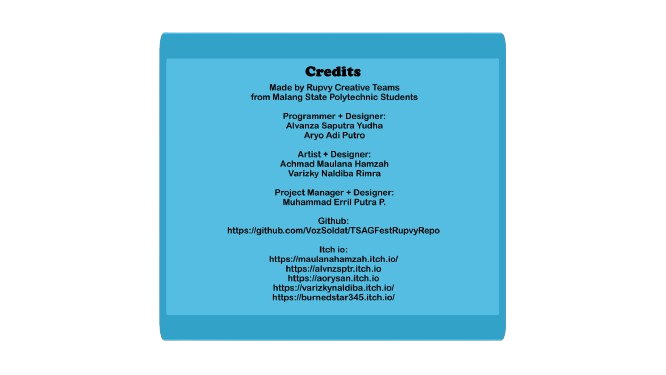 Credits
Made by Rupvy Creative Teams
from Malang State Polytechnic Students
Programmer + Designer:
Alvanza Saputra Yudha
Aryo Adi Putro
Artist + Designer:
Achmad Maulana Hamzah
Varizky Naldiba Rimra
Project Manager + Designer:
Muhammad Erril Putra P.
Github:
https://github.com/VozSoldat/TSAGFestRupvyRepo
Itch io:
https://maulanahamzah.itch.io/
https://alvnzsptr.itch.io
https://aorysan.itch.io
https://varizkynaldiba.itch.io/
https://burnedstar345.itch.io/